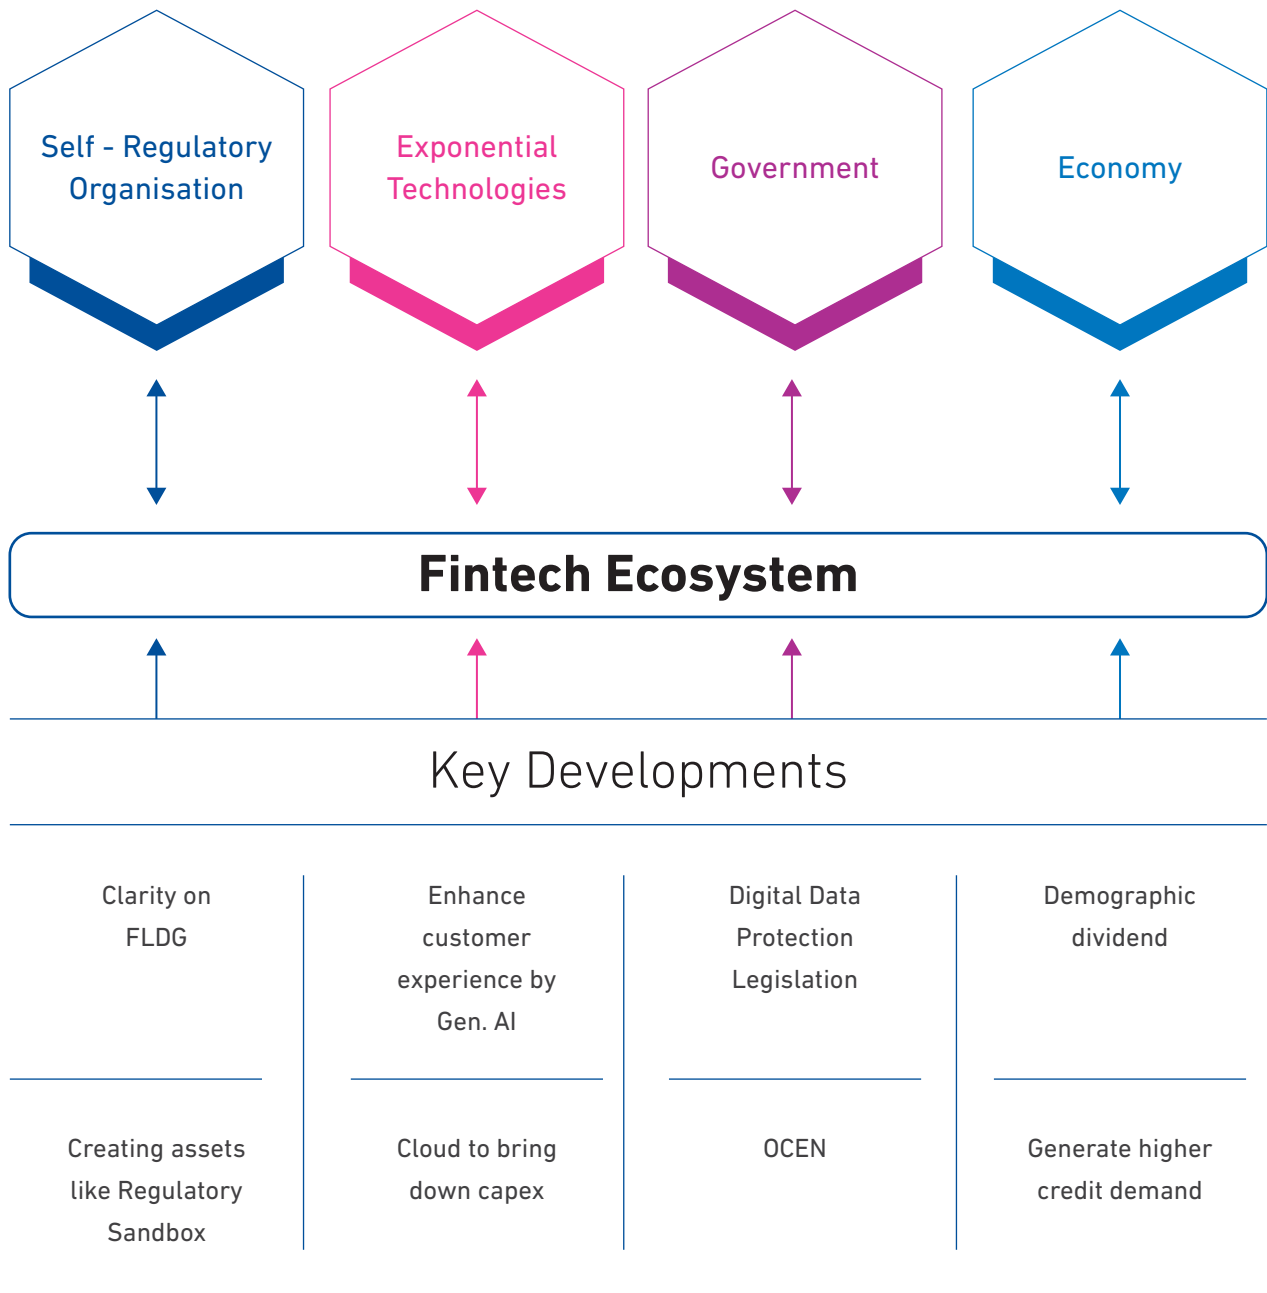 Self - Regulatory
Organisation
Exponential
Technologies
Government
Economy
Fintech Ecosystem
Key Developments
Clarity on
FLDG
Enhance
customer
experience by
Gen. AI
Digital Data
Protection
Legislation
Demographic
dividend
Creating assets
like Regulatory
Sandbox
Cloud to bring
down capex
OCEN
Generate higher
credit demand